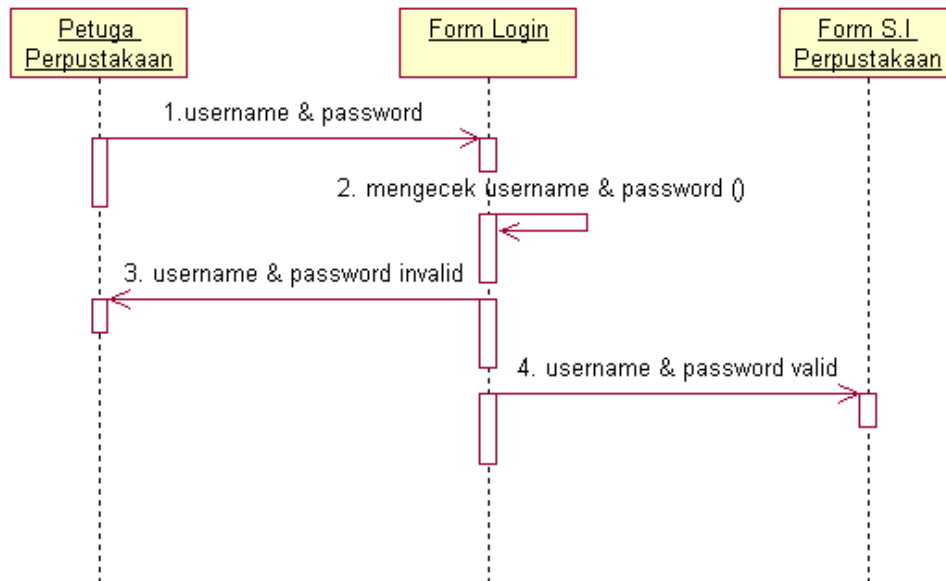 Petuga
Perpustakaan
Form Login
Form S.I
Perpustakaan
1.username & password
2. mengecek username & password ()
3. username & password invalid
4. username & password valid